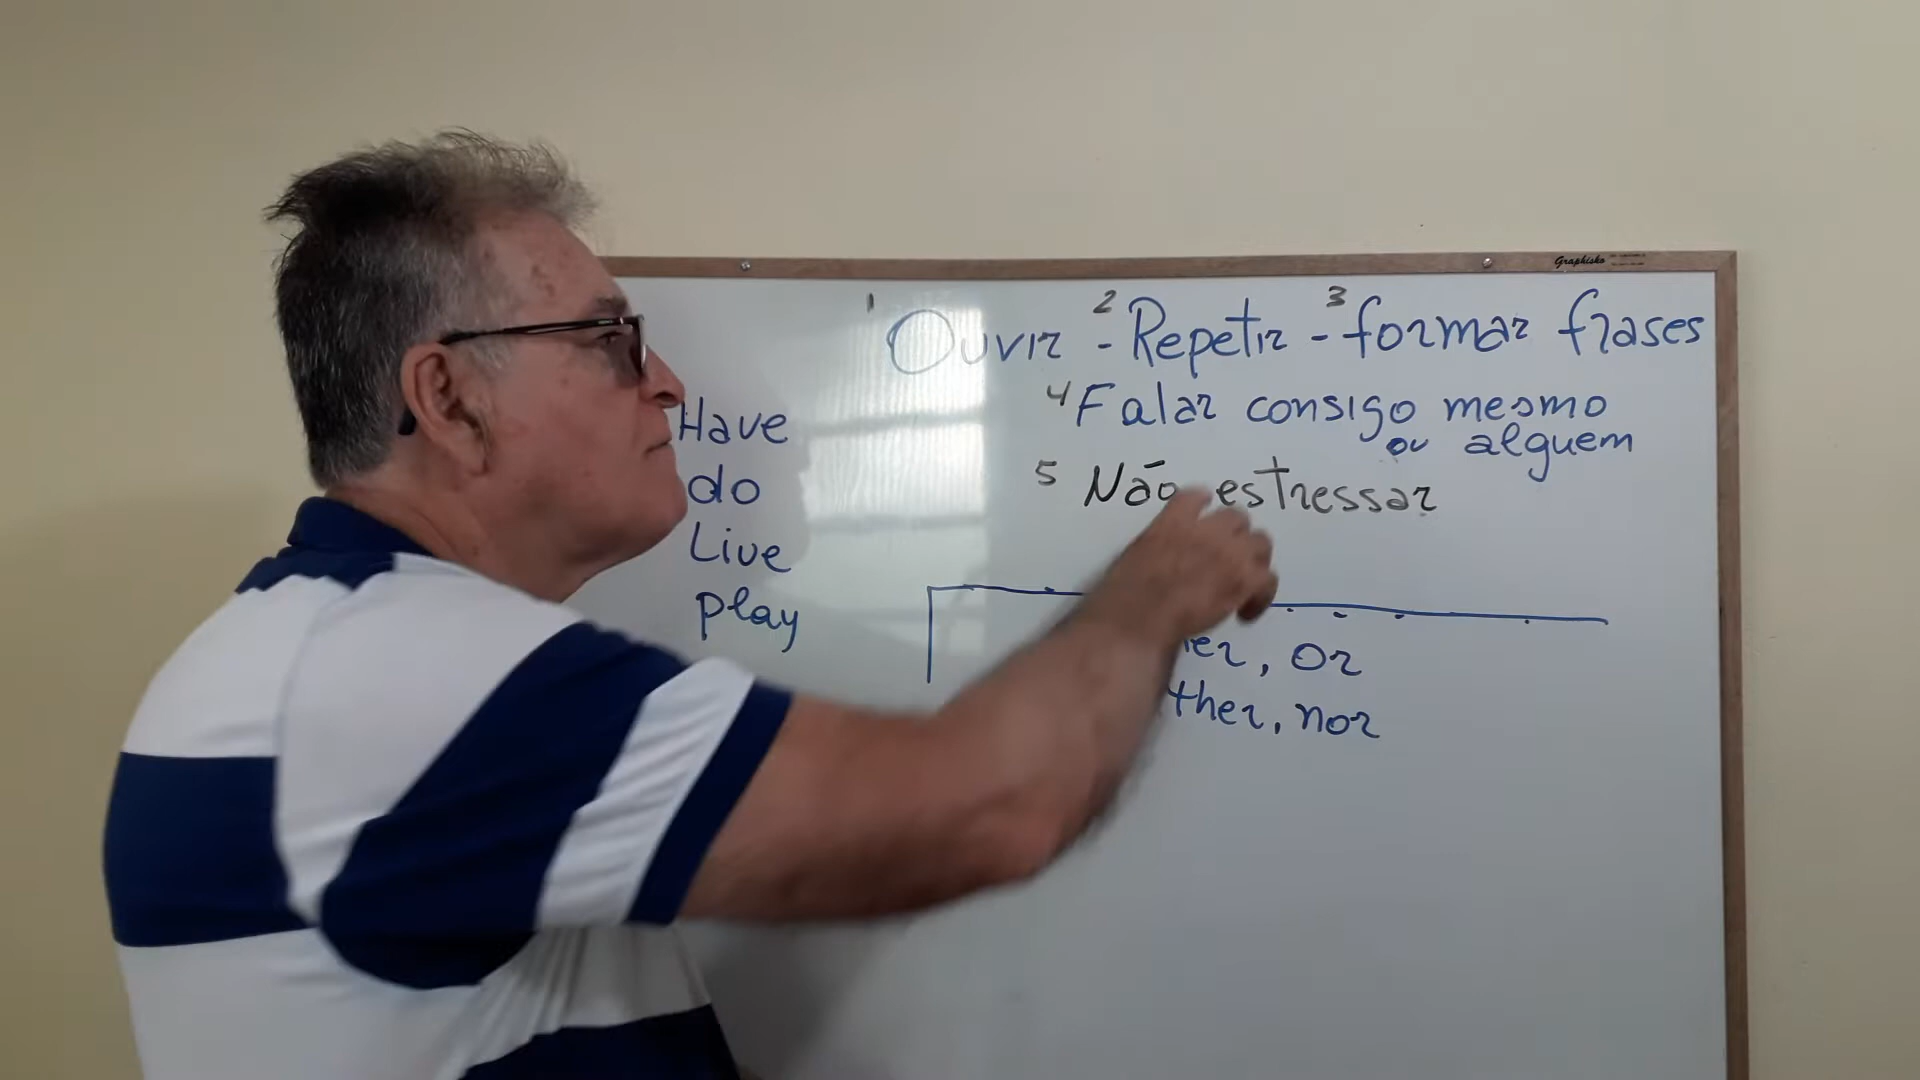 Graphisko
1 Ouvir - 2 Repetir - 3 formar frases
4 Falar consigo mesmo
ou alguem
5 Não estressar
Have
do
Live
play
, or
, nor